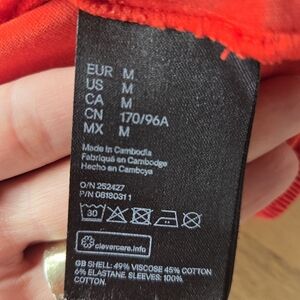 EUR M
US M
CA M
CN 170/96A
MX M
Made in Cambodia
Fabriqué en Cambodge
Hecho en Camboya
O/N 252427
P/N 08180311
30
clevercare.info
GB SHELL: 49% VISCOSE 45% COTTON
6% ELASTANE. SLEEVES: 100%
COTTON.